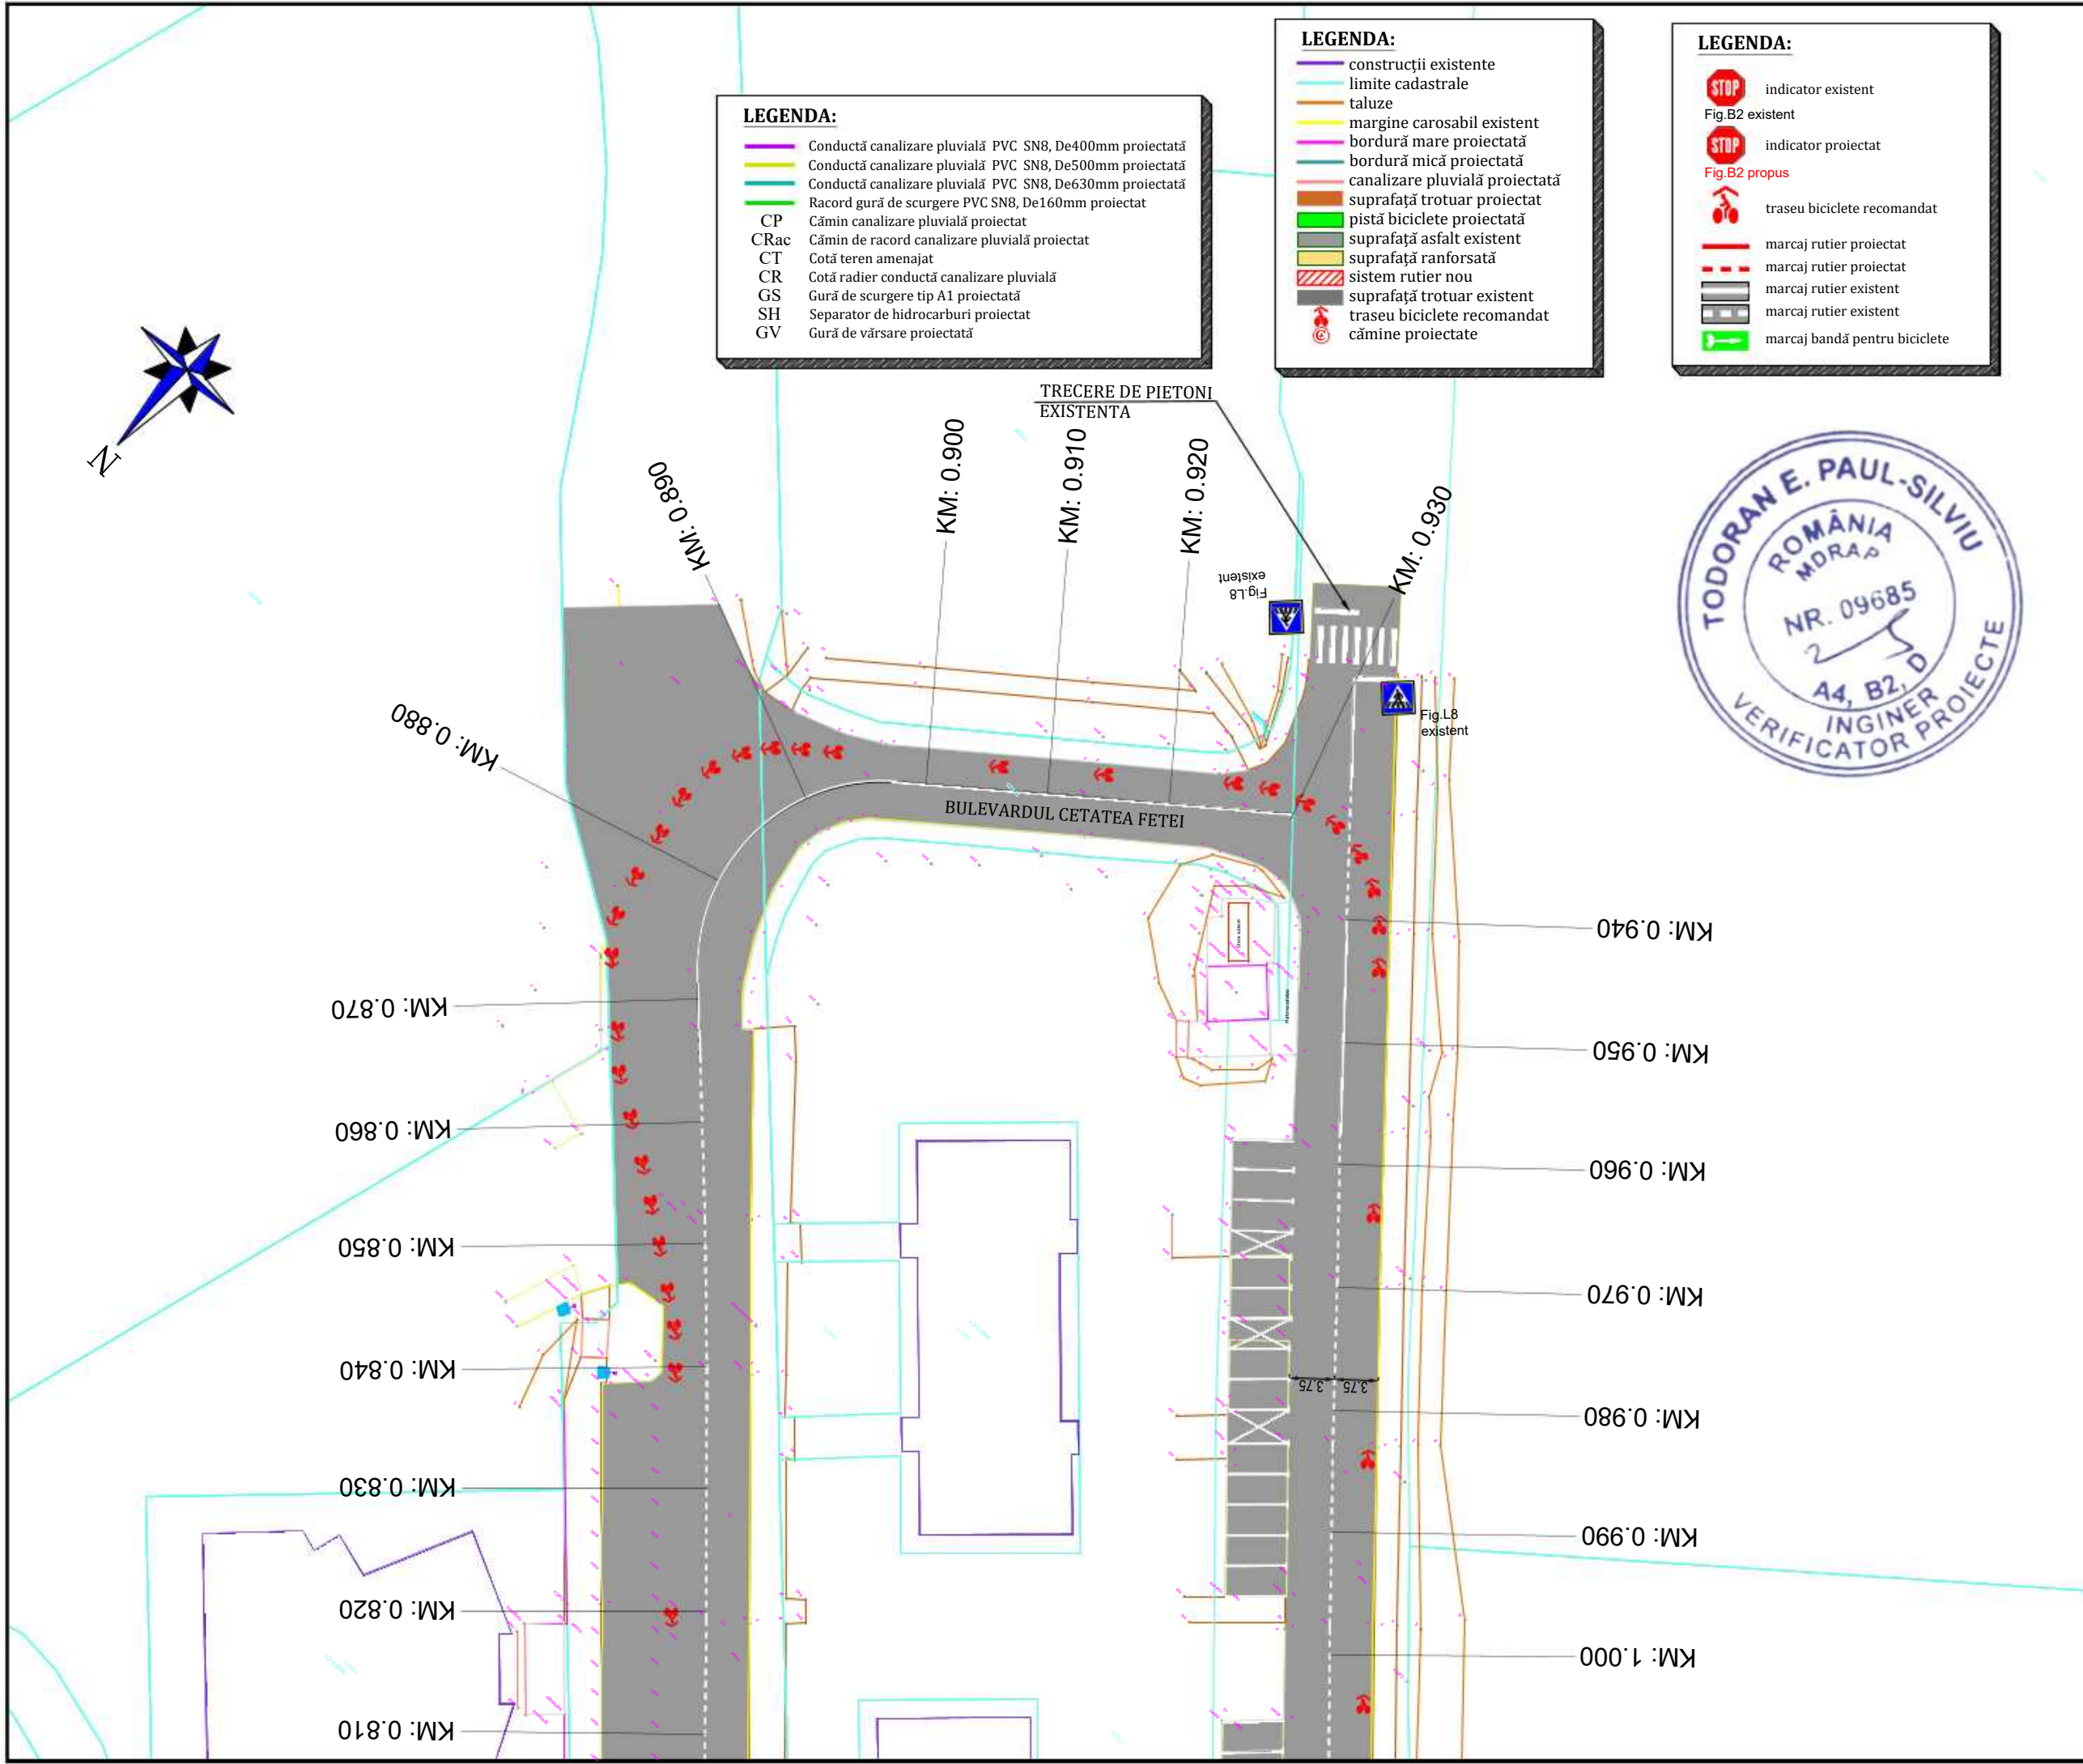 LEGENDA:
Conductă canalizare pluvială PVC SN8, De400mm proiectată
Conductă canalizare pluvială PVC SN8, De500mm proiectată
Conductă canalizare pluvială PVC SN8, De630mm proiectată
Racord gură de scurgere PVC SN8, De160mm proiectat
CP Cămin canalizare pluvială proiectat
CRac Cămin de racord canalizare pluvială proiectat
CT Cotă teren amenajat
CR Cotă radier conductă canalizare pluvială
GS Gură de scurgere tip A1 proiectată
SH Separator de hidrocarburi proiectat
GV Gură de vărsare proiectată
LEGENDA:
construcții existente
limite cadastrale
taluze
margine carosabil existent
bordură mare proiectată
bordură mică proiectată
canalizare pluvială proiectată
suprafață trotuar proiectat
pistă biciclete proiectată
suprafață asfalt existent
suprafață ranforsată
sistem rutier nou
suprafață trotuar existent
traseu biciclete recomandat
cămine proiectate
LEGENDA:
STOP indicator existent
Fig.B2 existent
STOP indicator proiectat
Fig.B2 propus
traseu biciclete recomandat
marcaj rutier proiectat
marcaj rutier proiectat
marcaj rutier existent
marcaj rutier existent
marcaj bandă pentru biciclete
N
TRECERE DE PIETONI
EXISTENTA
TODORAN E. PAUL-SILVIU
ROMÂNIA
MDRAP
NR. 09685
A4, B2, D
INGINER
VERIFICATOR PROIECTE
KM: 0.890
KM: 0.900
KM: 0.910
KM: 0.920
KM: 0.930
Fig.L8
existent
Fig.L8
existent
KM: 0.880
BULEVARDUL CETATEA FETEI
KM: 0.870
KM: 0.860
KM: 0.850
KM: 0.840
KM: 0.830
KM: 0.820
KM: 0.810
KM: 0.940
KM: 0.950
KM: 0.960
KM: 0.970
3.75 3.75
KM: 0.980
KM: 0.990
KM: 1.000